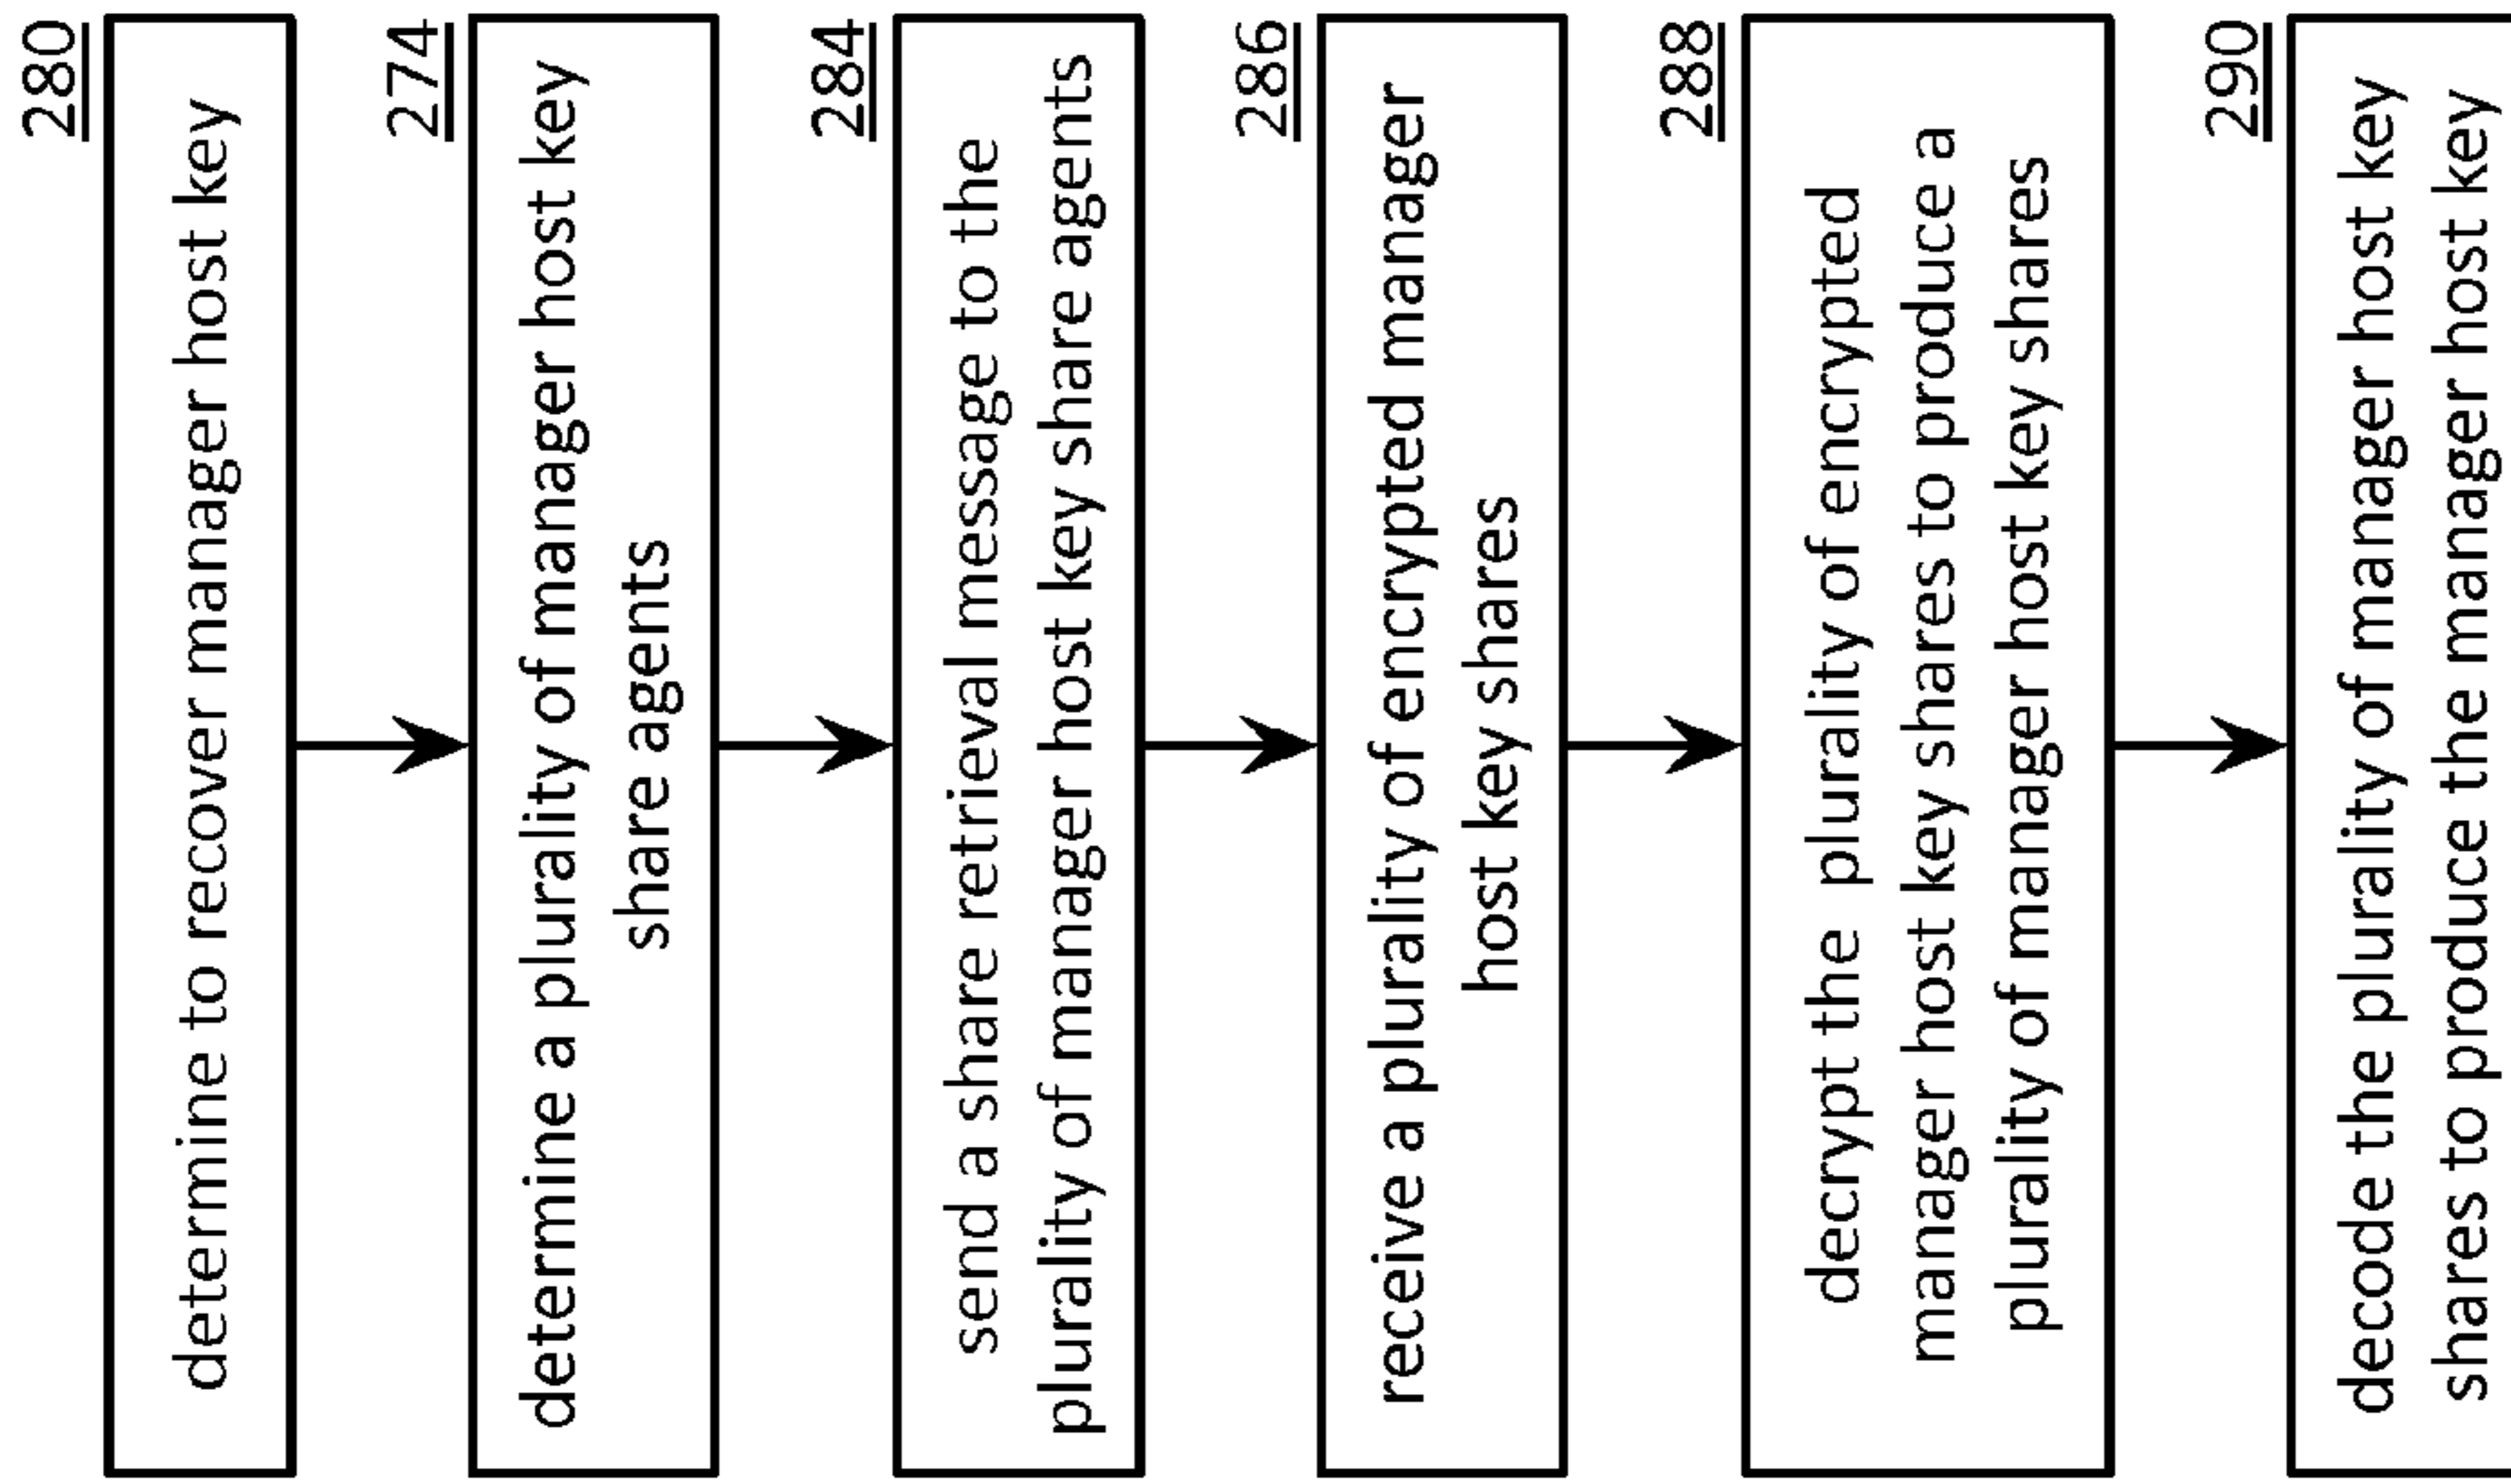 280
determine to recover manager host key
274
determine a plurality of manager host key
share agents
284
send a share retrieval message to the
plurality of manager host key share agents
286
receive a plurality of encrypted manager
host key shares
288
decrypt the plurality of encrypted
manager host key shares to produce a
plurality of manager host key shares
290
decode the plurality of manager host key
shares to produce the manager host key